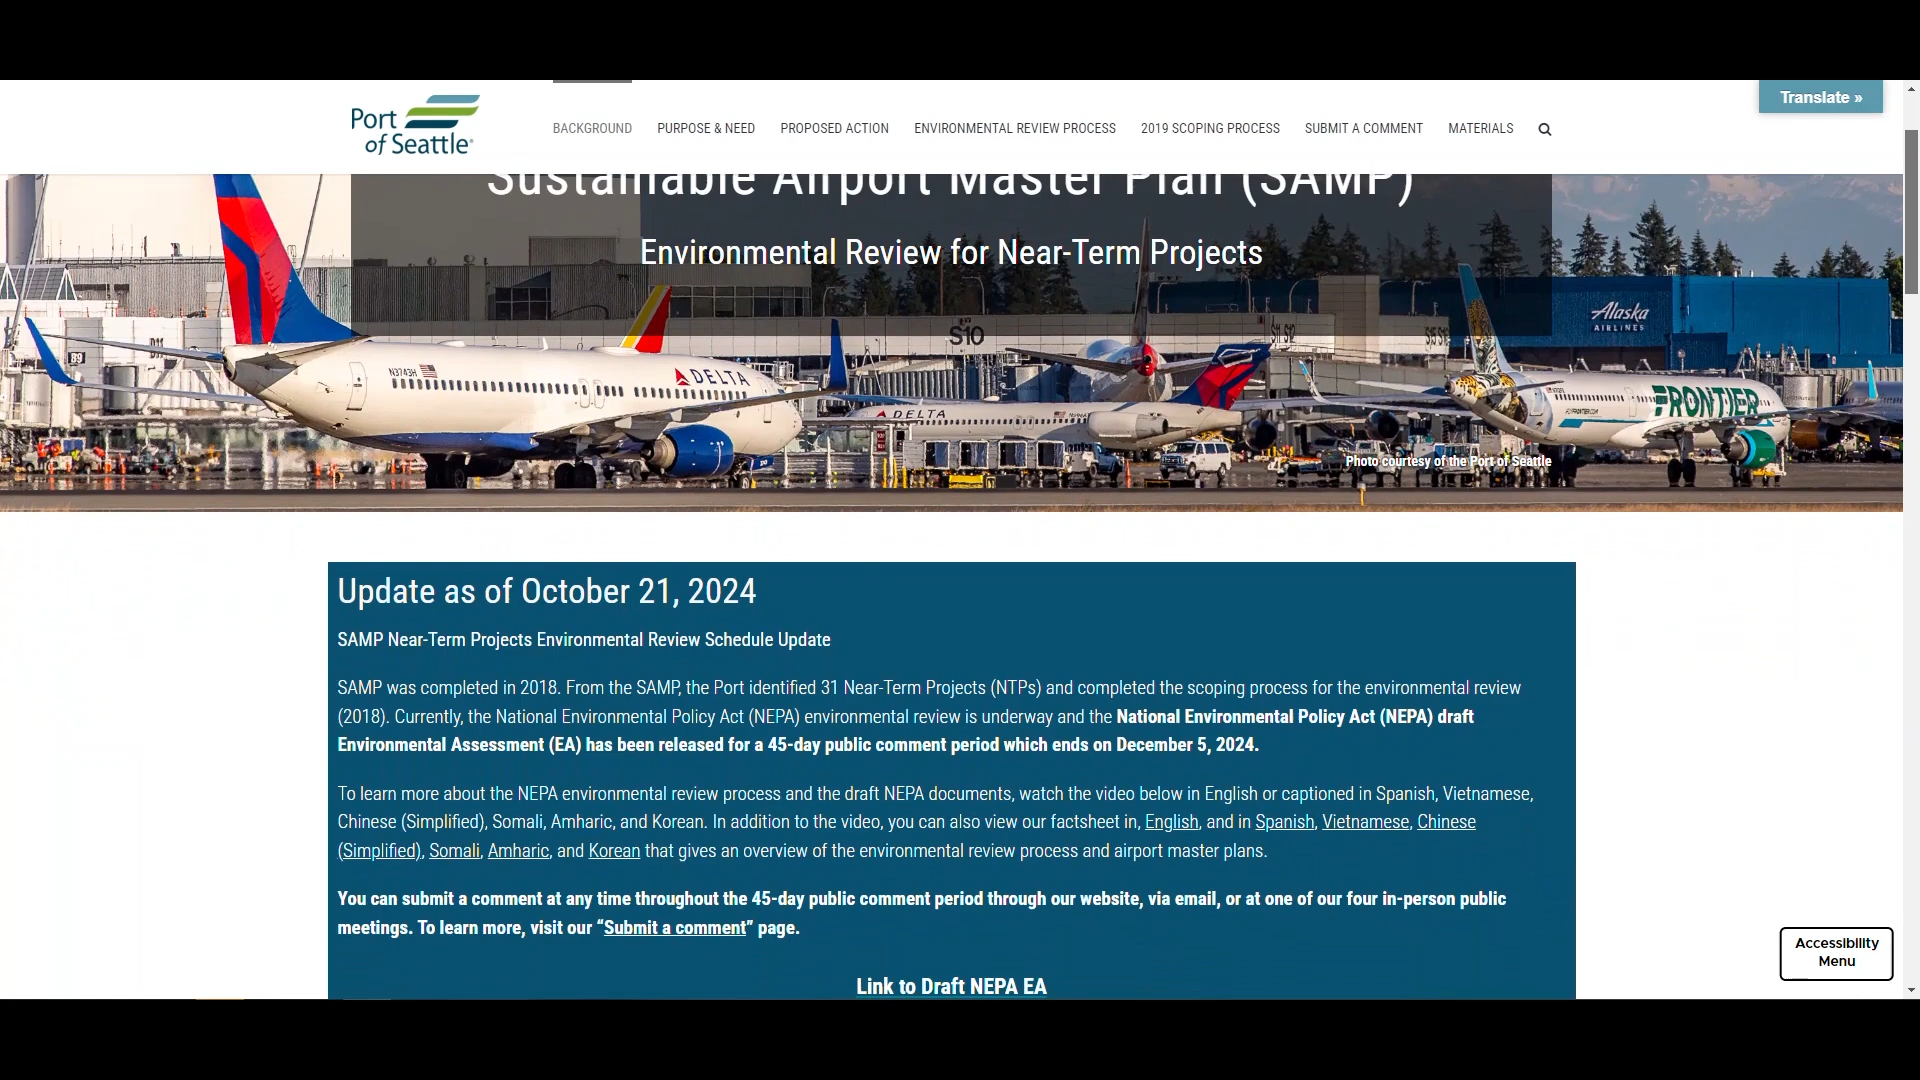 Port
of Seattle
BACKGROUND
PURPOSE & NEED
PROPOSED ACTION
ENVIRONMENTAL REVIEW PROCESS
2019 SCOPING PROCESS
SUBMIT A COMMENT
MATERIALS
Translate »
Sustainable Airport Master Plan (SAMP)
Environmental Review for Near-Term Projects
Alaska
AIRLINES
S10
B9
B11
N3743H
DELTA
DELTA
FRONTIER
Photo courtesy of the Port of Seattle
Update as of October 21, 2024
SAMP Near-Term Projects Environmental Review Schedule Update
SAMP was completed in 2018. From the SAMP, the Port identified 31 Near-Term Projects (NTPs) and completed the scoping process for the environmental review
(2018). Currently, the National Environmental Policy Act (NEPA) environmental review is underway and the National Environmental Policy Act (NEPA) draft
Environmental Assessment (EA) has been released for a 45-day public comment period which ends on December 5, 2024.
To learn more about the NEPA environmental review process and the draft NEPA documents, watch the video below in English or captioned in Spanish, Vietnamese,
Chinese (Simplified), Somali, Amharic, and Korean. In addition to the video, you can also view our factsheet in, English, and in Spanish, Vietnamese, Chinese
(Simplified), Somali, Amharic, and Korean that gives an overview of the environmental review process and airport master plans.
You can submit a comment at any time throughout the 45-day public comment period through our website, via email, or at one of our four in-person public
meetings. To learn more, visit our “Submit a comment” page.
Link to Draft NEPA EA
Accessibility
Menu